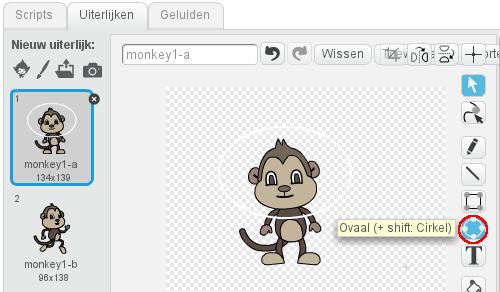 Scripts Uiterlijken Geluiden
Nieuw uiterlijk:
monkey1-a Wissen
1
monkey1-a
134x139
2
monkey1-b
96x138
Ovaal (+ shift: Cirkel)
T